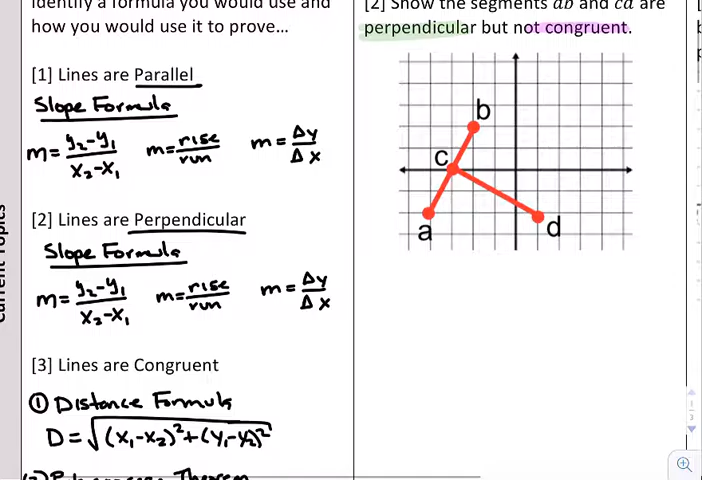 identify a formula you would use and
how you would use it to prove...
[1] Lines are Parallel
Slope Formula
m=y₂-y₁/x₂-x₁ m=rise/run m=Δy/Δx
[2] Lines are Perpendicular
Slope Formula
m=y₂-y₁/x₂-x₁ m=rise/run m=Δy/Δx
[3] Lines are Congruent
① Distance Formula
D=√(x₁-x₂)²+(y₁-y₂)²
[2] Show the segments ab and cd are
perpendicular but not congruent.
b
c
a
d